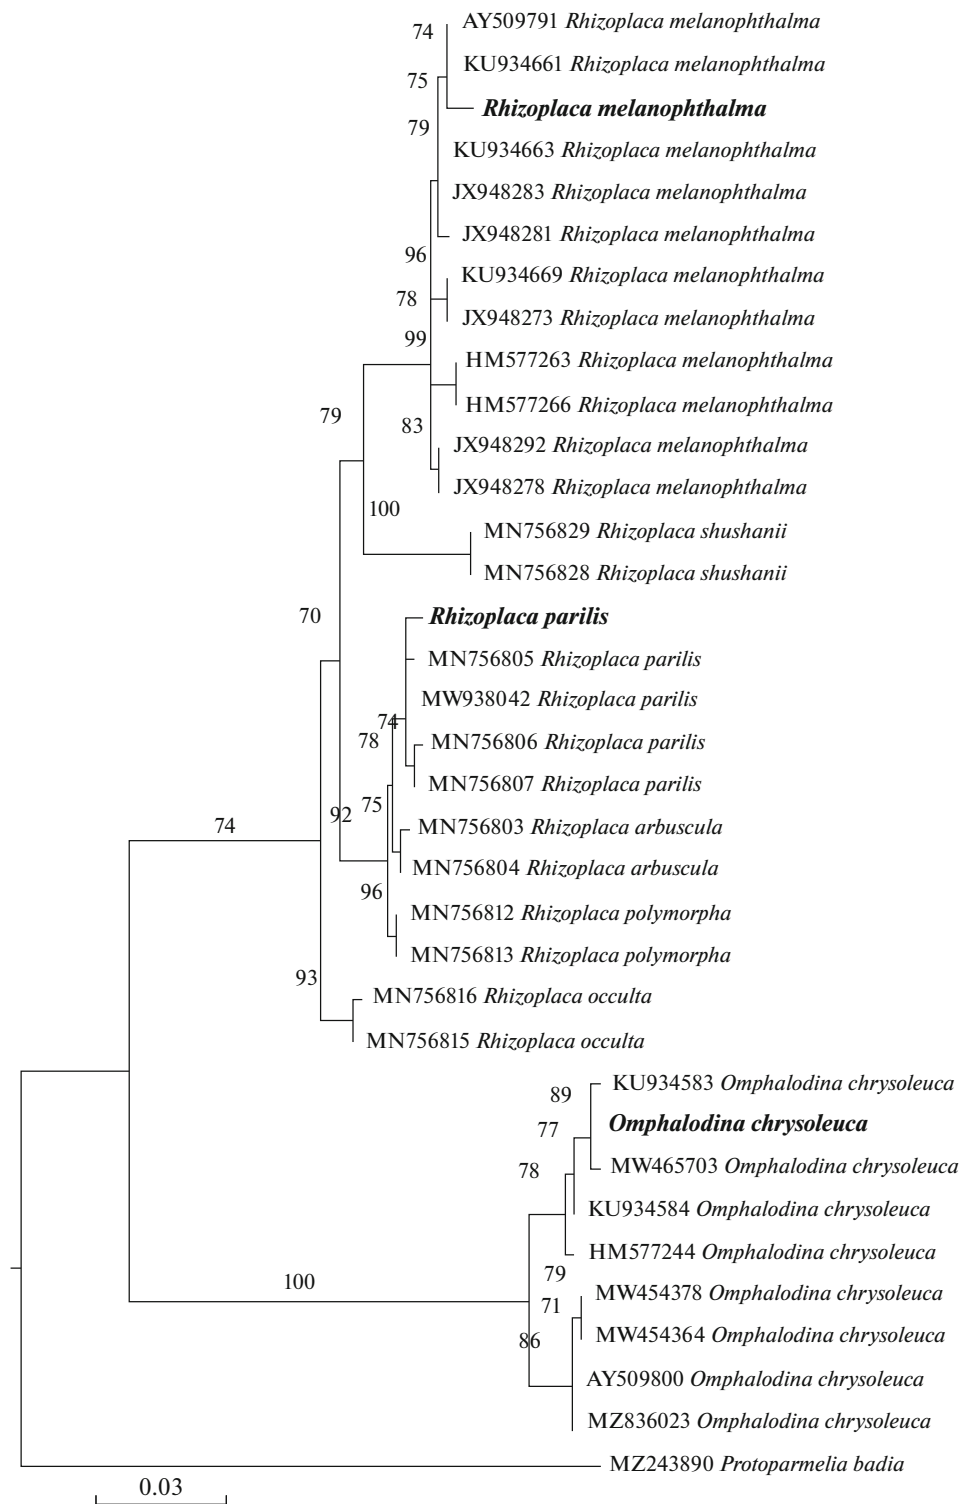 74
AY509791 Rhizoplaca melanophthalma
KU934661 Rhizoplaca melanophthalma
75
Rhizoplaca melanophthalma
79
KU934663 Rhizoplaca melanophthalma
JX948283 Rhizoplaca melanophthalma
JX948281 Rhizoplaca melanophthalma
96
KU934669 Rhizoplaca melanophthalma
78
JX948273 Rhizoplaca melanophthalma
99
HM577263 Rhizoplaca melanophthalma
HM577266 Rhizoplaca melanophthalma
79
83
JX948292 Rhizoplaca melanophthalma
JX948278 Rhizoplaca melanophthalma
100
MN756829 Rhizoplaca shushanii
MN756828 Rhizoplaca shushanii
70
Rhizoplaca parilis
MN756805 Rhizoplaca parilis
MW938042 Rhizoplaca parilis
74
78
MN756806 Rhizoplaca parilis
MN756807 Rhizoplaca parilis
75
92
74
MN756803 Rhizoplaca arbuscula
MN756804 Rhizoplaca arbuscula
96
MN756812 Rhizoplaca polymorpha
MN756813 Rhizoplaca polymorpha
93
MN756816 Rhizoplaca occulta
MN756815 Rhizoplaca occulta
KU934583 Omphalodina chrysoleuca
89
Omphalodina chrysoleuca
77
MW465703 Omphalodina chrysoleuca
78
KU934584 Omphalodina chrysoleuca
HM577244 Omphalodina chrysoleuca
79
100
MW454378 Omphalodina chrysoleuca
71
MW454364 Omphalodina chrysoleuca
86
AY509800 Omphalodina chrysoleuca
MZ836023 Omphalodina chrysoleuca
MZ243890 Protoparmelia badia
0.03